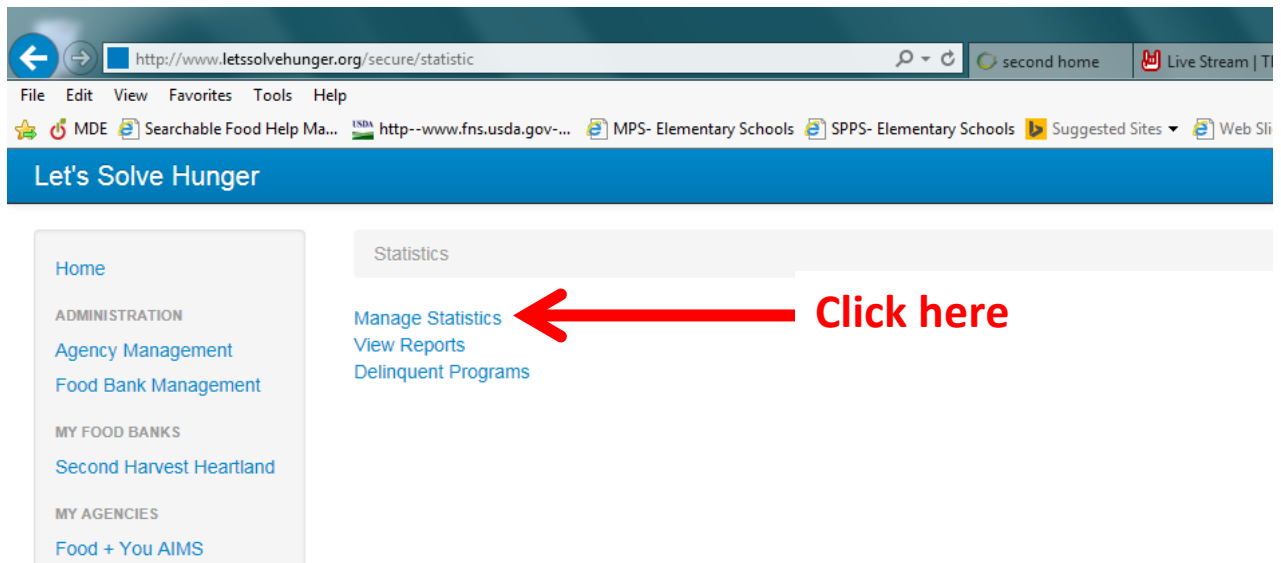 http://www.letssolvehunger.org/secure/statistic
second home
Live Stream | Tl
File Edit View Favorites Tools Help
MDE Searchable Food Help Ma... USDA http--www.fns.usda.gov-... MPS- Elementary Schools SPPS- Elementary Schools Suggested Sites Web Sli
Let's Solve Hunger
Home
ADMINISTRATION
Agency Management
Food Bank Management
MY FOOD BANKS
Second Harvest Heartland
MY AGENCIES
Food + You AIMS
Statistics
Manage Statistics
Click here
View Reports
Delinquent Programs